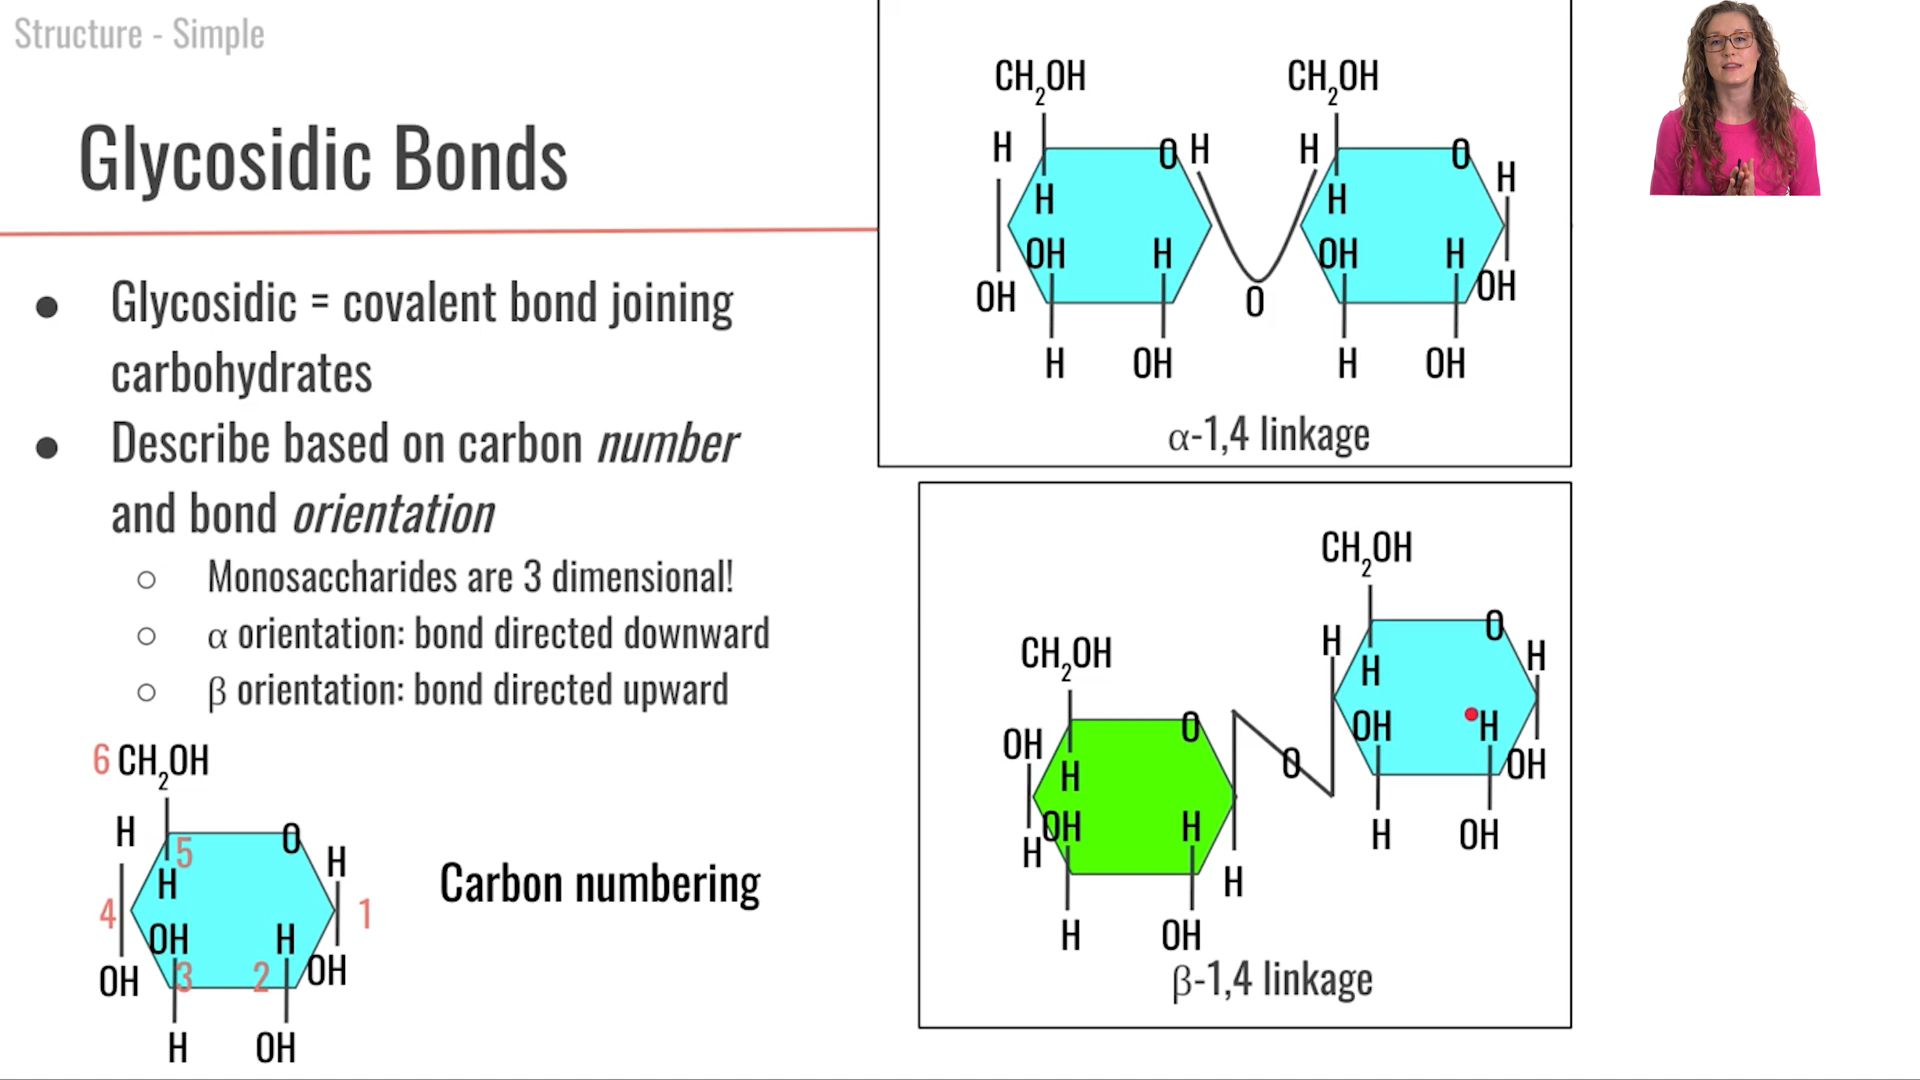 Structure - Simple
Glycosidic Bonds
● Glycosidic = covalent bond joining
carbohydrates
● Describe based on carbon number
and bond orientation
○ Monosaccharides are 3 dimensional!
○ α orientation: bond directed downward
○ β orientation: bond directed upward
6 CH2OH
H
5
O
H
H
4
1
OH
H
OH
3
2
OH
H
OH
Carbon numbering
CH2OH
CH2OH
H
O
H
H
O
H
H
H
OH
H
OH
H
OH
O
OH
H
OH
H
OH
α-1,4 linkage
CH2OH
H
O
H
H
CH2OH
OH
O
OH
H
H
O
OH
OH
H
H
H
H
OH
H
OH
β-1,4 linkage